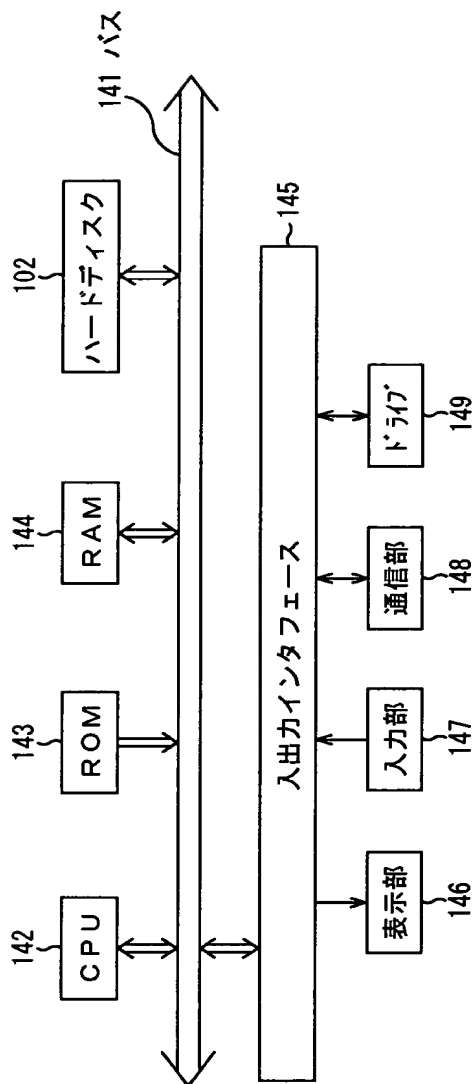 142
CPU
143
ROM
144
RAM
102
ハードディスク
141 バス
145
入出力インタフェース
表示部
146
入力部
147
通信部
148
ドライブ
149